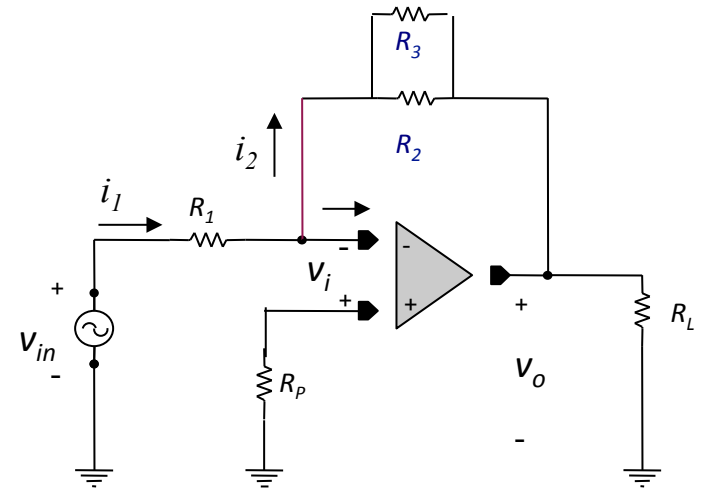 R3
R2
i2
i1
R1
-
-
vi
+
+
+
vin
-
RP
+
vo
-
RL